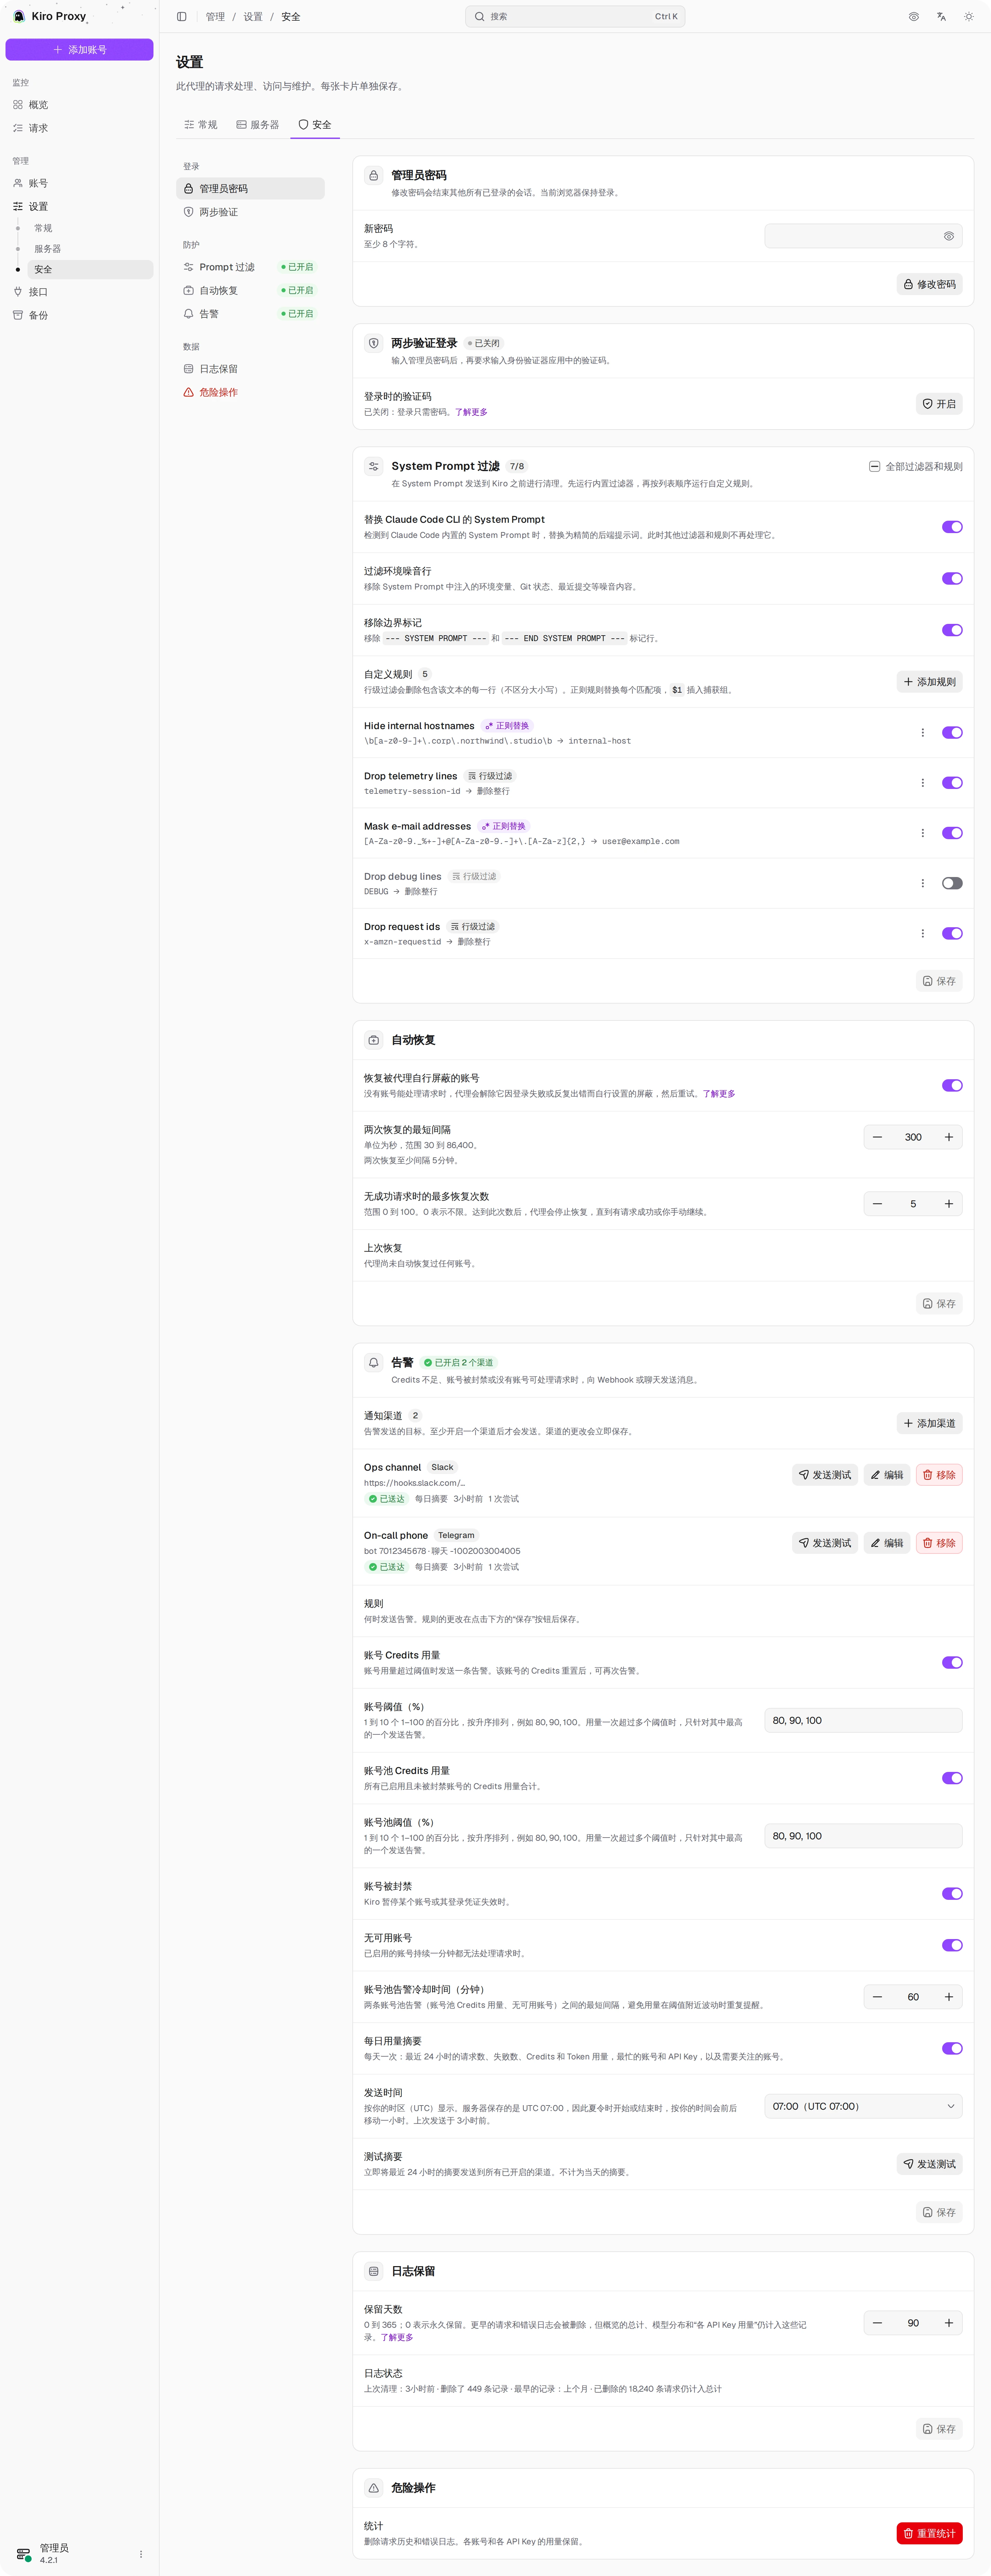 Kiro Proxy
管理 / 设置 / 安全
搜索
Ctrl K
添加账号
监控
概览
请求
管理
账号
设置
常规
服务器
安全
接口
备份
管理员
4.2.1
设置
此代理的请求处理、访问与维护。每张卡片单独保存。
常规
服务器
安全
登录
管理员密码
两步验证
防护
Prompt 过滤
已开启
自动恢复
已开启
告警
已开启
数据
日志保留
危险操作
管理员密码
修改密码会结束其他所有已登录的会话。当前浏览器保持登录。
新密码
至少 8 个字符。
修改密码
两步验证登录
已关闭
输入管理员密码后，再要求输入身份验证器应用中的验证码。
登录时的验证码
已关闭：登录只需密码。了解更多
开启
System Prompt 过滤
7/8
全部过滤器和规则
在 System Prompt 发送到 Kiro 之前进行清理。先运行内置过滤器，再按列表顺序运行自定义规则。
替换 Claude Code CLI 的 System Prompt
检测到 Claude Code 内置的 System Prompt 时，替换为精简的后端提示词。此时其他过滤器和规则不再处理它。
过滤环境噪音行
移除 System Prompt 中注入的环境变量、Git 状态、最近提交等噪音内容。
移除边界标记
移除 --- SYSTEM PROMPT --- 和 --- END SYSTEM PROMPT --- 标记行。
自定义规则
5
行级过滤会删除包含该文本的每一行（不区分大小写）。正则规则替换每个匹配项，$1 插入捕获组。
添加规则
Hide internal hostnames
正则替换
\b[a-z0-9-]+\.corp\.northwind\.studio\b → internal-host
Drop telemetry lines
行级过滤
telemetry-session-id → 删除整行
Mask e-mail addresses
正则替换
[A-Za-z0-9._%+-]+@[A-Za-z0-9.-]+\.[A-Za-z]{2,} → user@example.com
Drop debug lines
行级过滤
DEBUG → 删除整行
Drop request ids
行级过滤
x-amzn-requestid → 删除整行
保存
自动恢复
恢复被代理自行屏蔽的账号
没有账号能处理请求时，代理会解除它因登录失败或反复出错而自行设置的屏蔽，然后重试。了解更多
两次恢复的最短间隔
单位为秒，范围 30 到 86,400。
两次恢复至少间隔 5分钟。
300
无成功请求时的最多恢复次数
范围 0 到 100。0 表示不限。达到此次数后，代理会停止恢复，直到有请求成功或你手动继续。
5
上次恢复
代理尚未自动恢复过任何账号。
保存
告警
已开启 2 个渠道
Credits 不足、账号被封禁或没有账号可处理请求时，向 Webhook 或聊天发送消息。
通知渠道
2
告警发送的目标。至少开启一个渠道后才会发送。渠道的更改会立即保存。
添加渠道
Ops channel
Slack
https://hooks.slack.com/…
已送达
每日摘要 3小时前 1 次尝试
发送测试
编辑
移除
On-call phone
Telegram
bot 7012345678 · 聊天 -1002003004005
已送达
每日摘要 3小时前 1 次尝试
发送测试
编辑
移除
规则
何时发送告警。规则的更改在点击下方的“保存”按钮后保存。
账号 Credits 用量
账号用量超过阈值时发送一条告警。该账号的 Credits 重置后，可再次告警。
账号阈值（%）
1 到 10 个 1–100 的百分比，按升序排列，例如 80, 90, 100。用量一次超过多个阈值时，只针对其中最高
的一个发送告警。
80, 90, 100
账号池 Credits 用量
所有已启用且未被封禁账号的 Credits 用量合计。
账号池阈值（%）
1 到 10 个 1–100 的百分比，按升序排列，例如 80, 90, 100。用量一次超过多个阈值时，只针对其中最高
的一个发送告警。
80, 90, 100
账号被封禁
Kiro 暂停某个账号或其登录凭证失效时。
无可用账号
已启用的账号持续一分钟都无法处理请求时。
账号池告警冷却时间（分钟）
两条账号池告警（账号池 Credits 用量、无可用账号）之间的最短间隔，避免用量在阈值附近波动时重复提醒。
60
每日用量摘要
每天一次：最近 24 小时的请求数、失败数、Credits 和 Token 用量，最忙的账号和 API Key，以及需要关注的账号。
发送时间
按你的时区（UTC）显示。服务器保存的是 UTC 07:00，因此夏令时开始或结束时，按你的时间会前后
移动一小时。上次发送于 3小时前。
07:00（UTC 07:00）
测试摘要
立即将最近 24 小时的摘要发送到所有已开启的渠道。不计为当天的摘要。
发送测试
保存
日志保留
保留天数
0 到 365；0 表示永久保留。更早的请求和错误日志会被删除，但概览的总计、模型分布和“各 API Key 用量”仍计入这些记
录。了解更多
90
日志状态
上次清理：3小时前 · 删除了 449 条记录 · 最早的记录：上个月 · 已删除的 18,240 条请求仍计入总计
保存
危险操作
统计
删除请求历史和错误日志。各账号和各 API Key 的用量保留。
重置统计